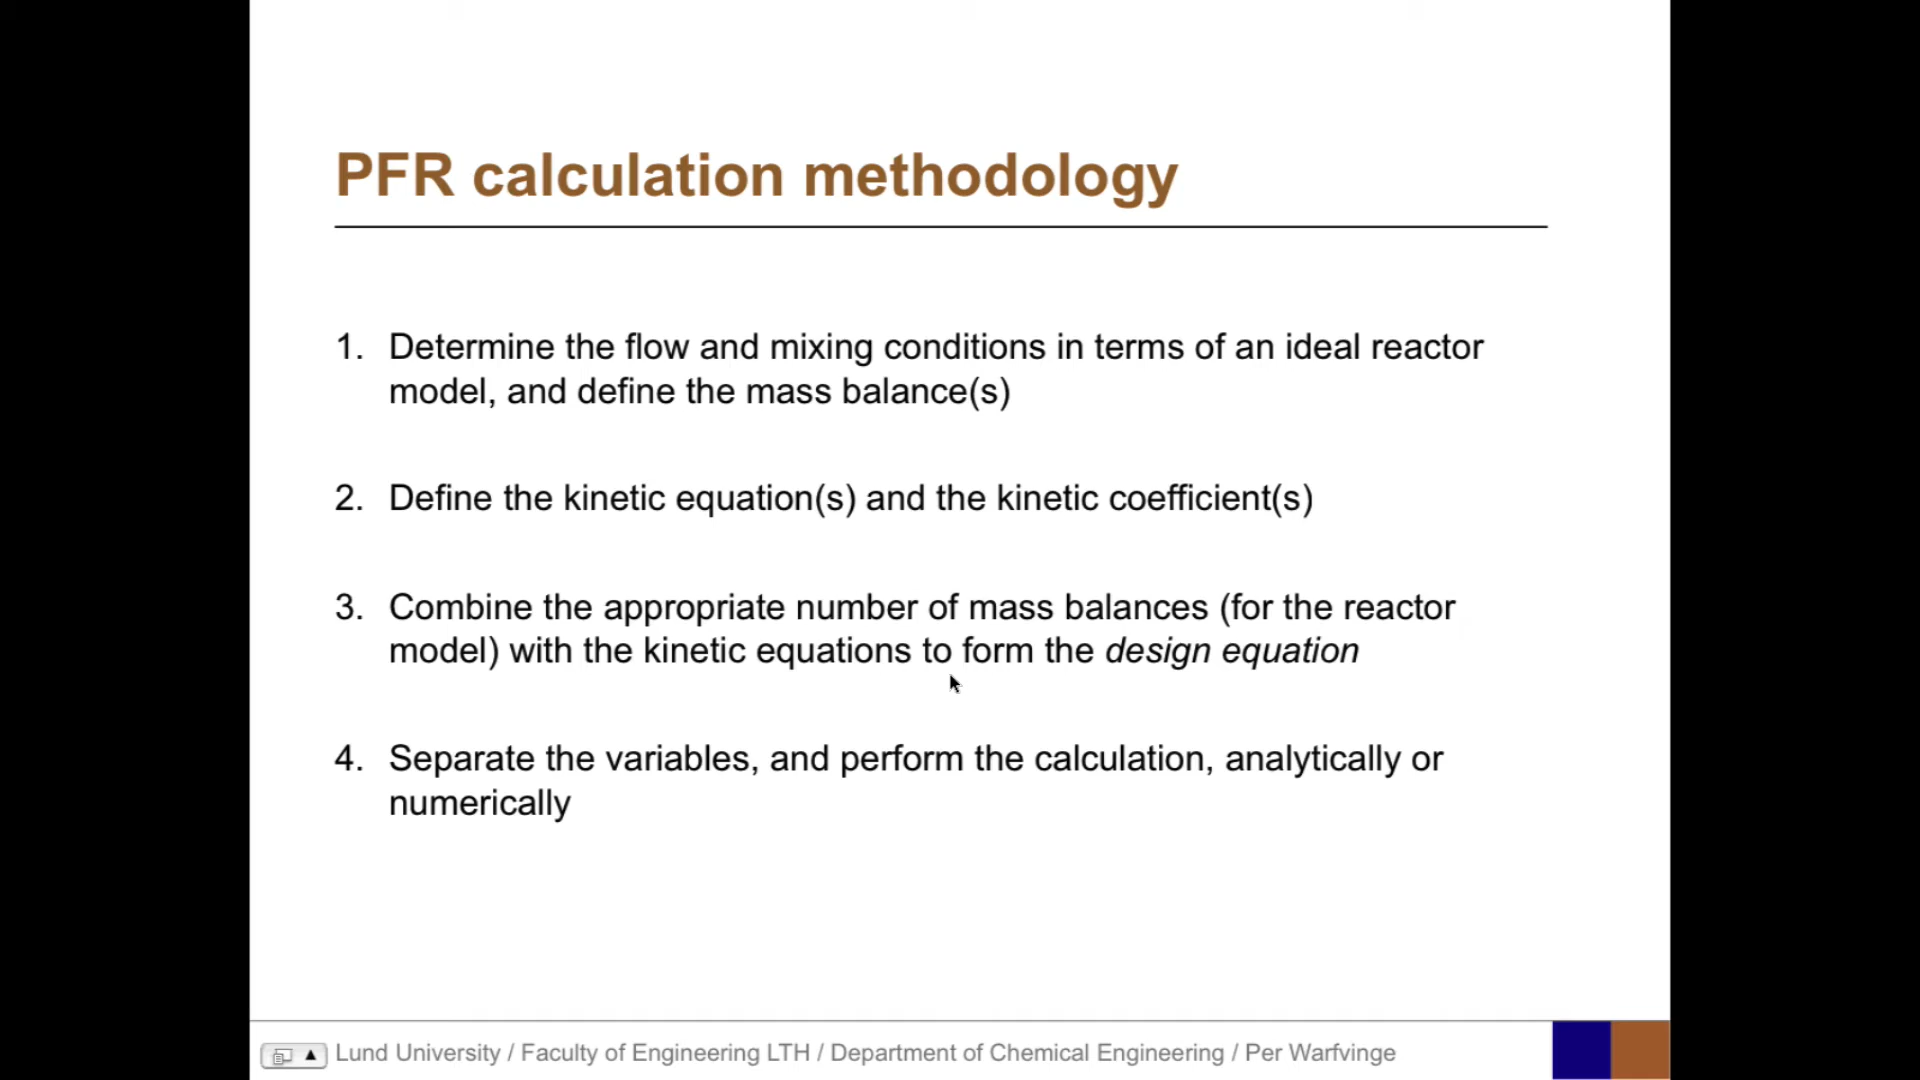 PFR calculation methodology
1. Determine the flow and mixing conditions in terms of an ideal reactor
model, and define the mass balance(s)
2. Define the kinetic equation(s) and the kinetic coefficient(s)
3. Combine the appropriate number of mass balances (for the reactor
model) with the kinetic equations to form the design equation
4. Separate the variables, and perform the calculation, analytically or
numerically
Lund University / Faculty of Engineering LTH / Department of Chemical Engineering / Per Warfvinge